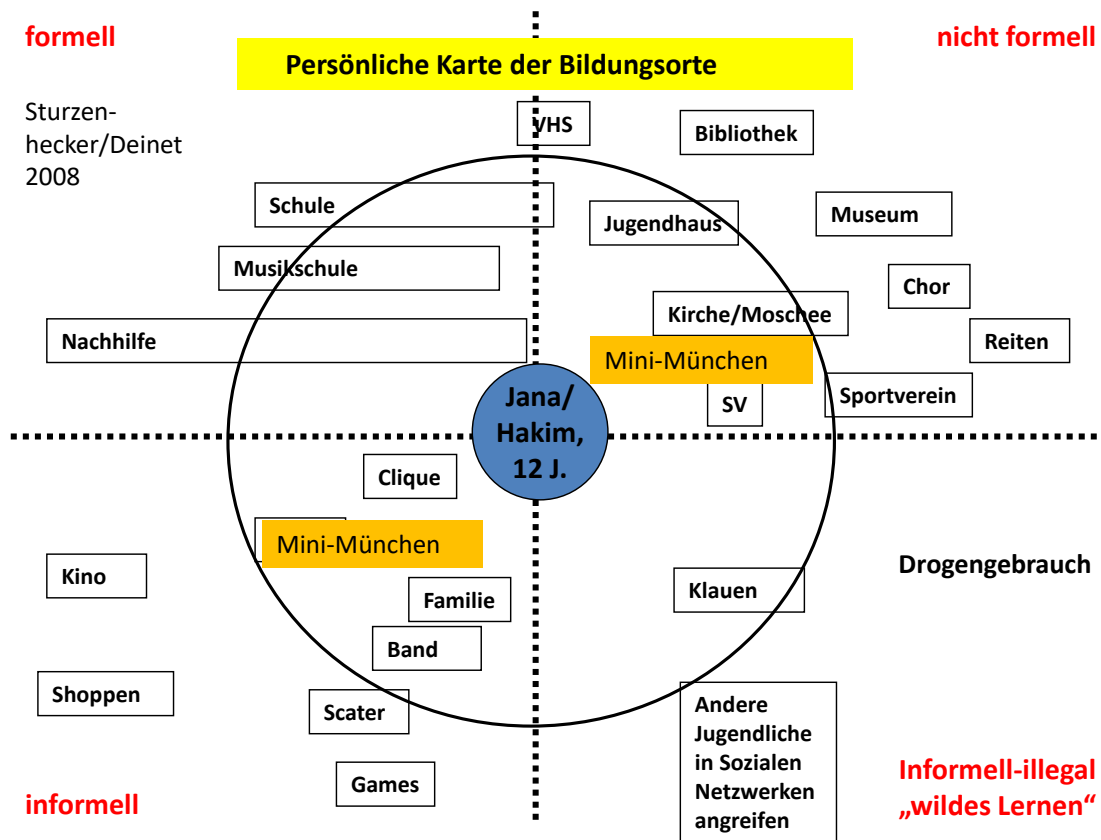 formell
nicht formell
Persönliche Karte der Bildungsorte
Sturzen-
hecker/Deinet
2008
VHS
Bibliothek
Schule
Jugendhaus
Museum
Musikschule
Chor
Kirche/Moschee
Nachhilfe
Reiten
Mini-München
Jana/
Hakim,
12 J.
SV
Sportverein
Clique
Mini-München
Kino
Drogengebrauch
Familie
Klauen
Band
Shoppen
Scater
Andere
Jugendliche
in Sozialen
Netzwerken
angreifen
Games
informell
Informell-illegal
„wildes Lernen“